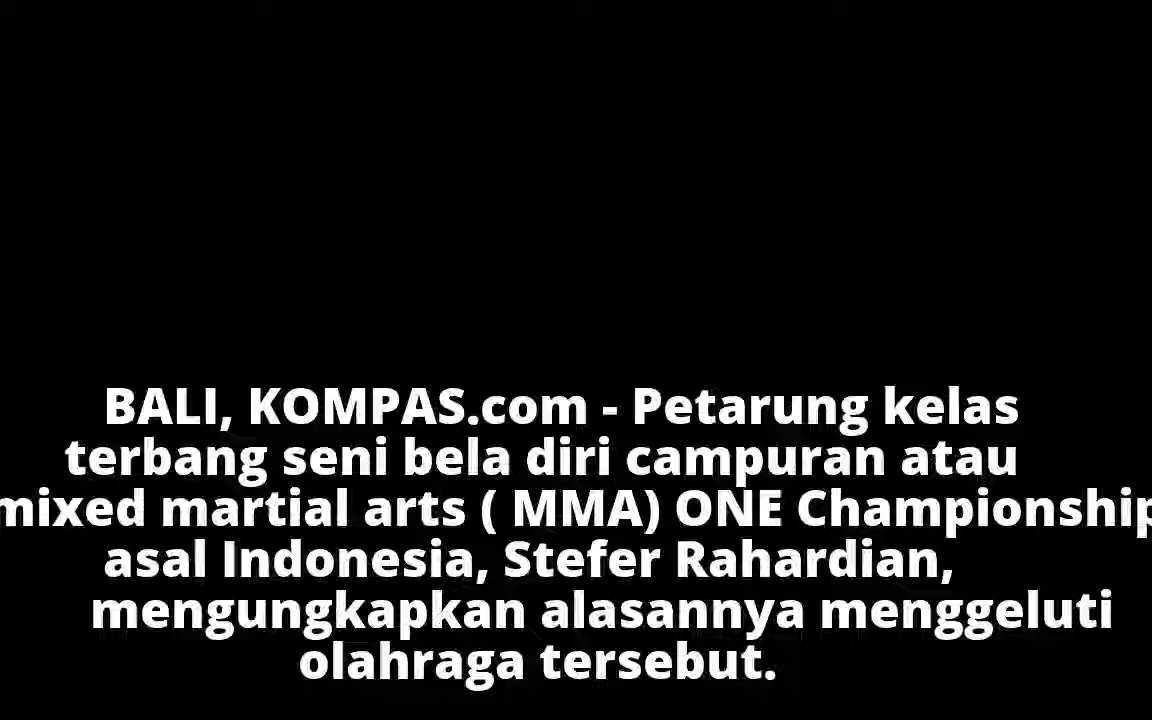 BALI, KOMPAS.com - Petarung kelas
terbang seni bela diri campuran atau
mixed martial arts ( MMA) ONE Championship
asal Indonesia, Stefer Rahardian,
mengungkapkan alasannya menggeluti
olahraga tersebut.